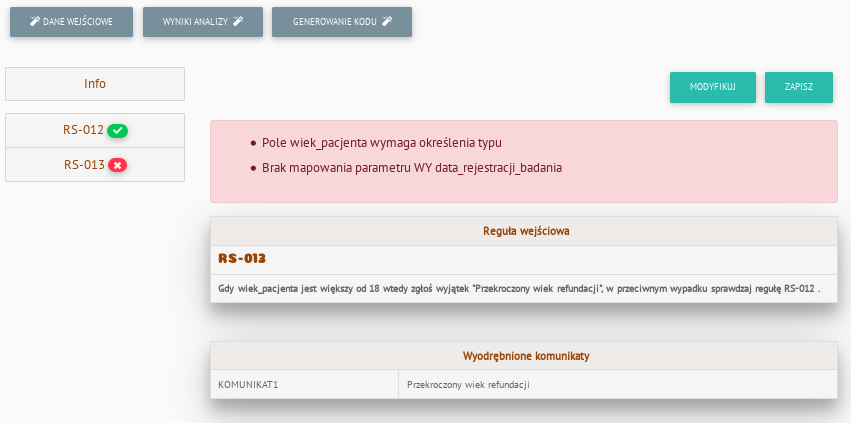 DANE WEJŚCIOWE
WYNIKI ANALIZY
GENEROWANIE KODU
Info
RS-012
RS-013
MODYFIKUJ
ZAPISZ
Pole wiek_pacjenta wymaga określenia typu
Brak mapowania parametru WY data_rejestracji_badania
Reguła wejściowa
RS-013
Gdy wiek_pacjenta jest większy od 18 wtedy zgłoś wyjątek "Przekroczony wiek refundacji", w przeciwnym wypadku sprawdzaj regułę RS-012 .
Wyodrębnione komunikaty
KOMUNIKAT1
Przekroczony wiek refundacji